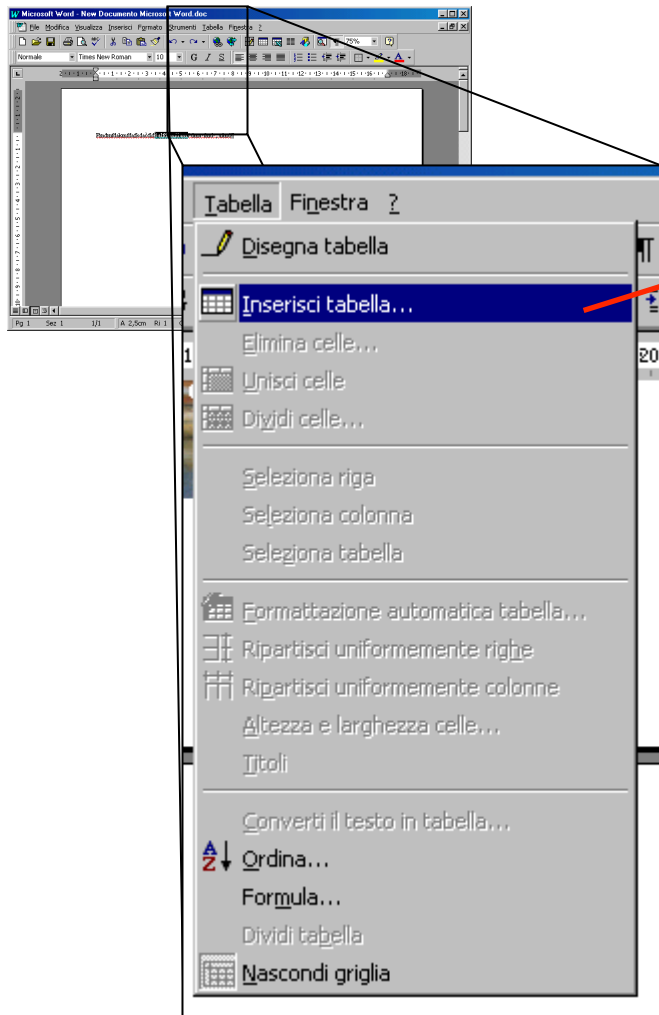 Microsoft Word - New Documento Microsoft Word.doc
File Modifica Visualizza Inserisci Formato Strumenti Tabella Finestra ?
75%
Normale Times New Roman 10 G I S
Pg 1 Sez 1 1/1 A 2,5cm Ri 1
Tabella Finestra ?
Disegna tabella
Inserisci tabella...
Elimina celle...
Unisci celle
Dividi celle...
Seleziona riga
Seleziona colonna
Seleziona tabella
Formattazione automatica tabella...
Ripartisci uniformemente righe
Ripartisci uniformemente colonne
Altezza e larghezza celle...
Titoli
Converti il testo in tabella...
Ordina...
Formula...
Dividi tabella
Nascondi griglia